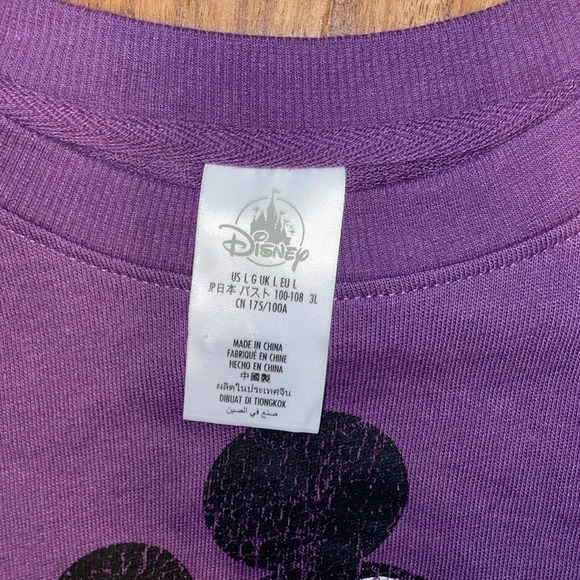 Disney
US L G UK L EU L
JP日本 バスト 100-108 3L
CN 175/100A
MADE IN CHINA
FABRIQUÉ EN CHINE
HECHO EN CHINA
中國製
ผลิตในประเทศจีน
DIBUAT DI TIONGKOK
صنع في الصين